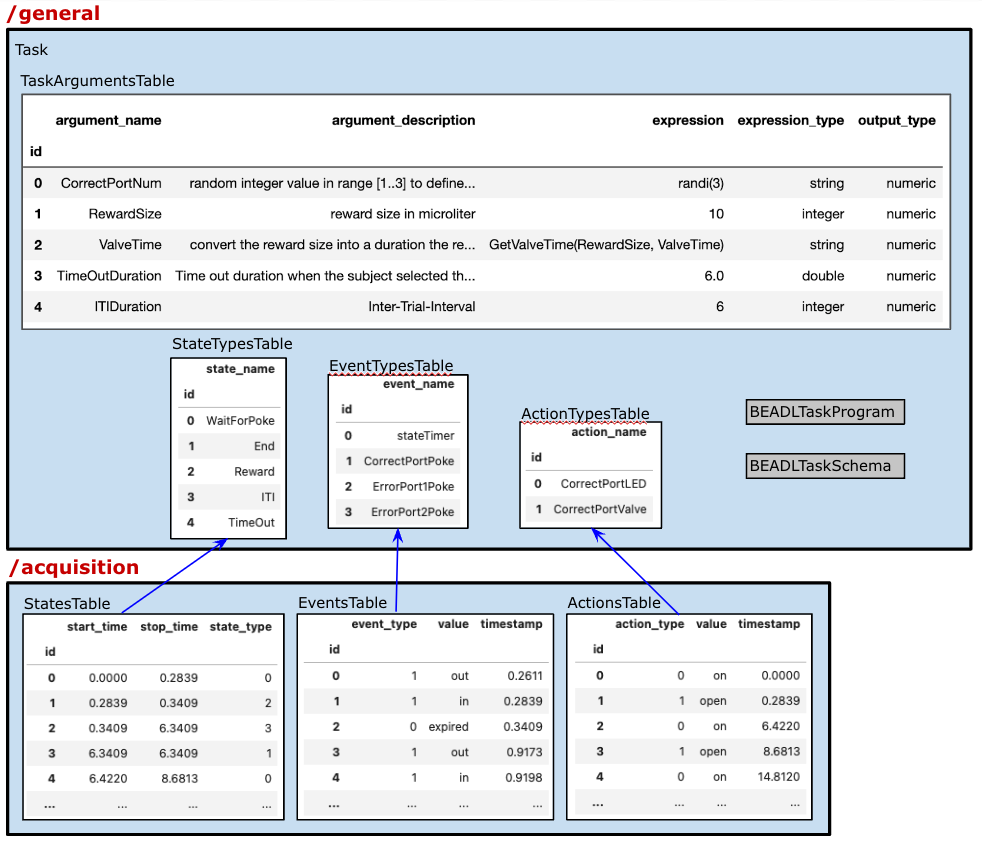 /general
Task
TaskArgumentsTable
argument_name argument_description expression expression_type output_type
id
0 CorrectPortNum random integer value in range [1..3] to define... randi(3) string numeric
1 RewardSize reward size in microliter 10 integer numeric
2 ValveTime convert the reward size into a duration the re... GetValveTime(RewardSize, ValveTime) string numeric
3 TimeOutDuration Time out duration when the subject selected th... 6.0 double numeric
4 ITIDuration Inter-Trial-Interval 6 integer numeric
StateTypesTable
state_name
id
0 WaitForPoke
1 End
2 Reward
3 ITI
4 TimeOut
EventTypesTable
event_name
id
0 stateTimer
1 CorrectPortPoke
2 ErrorPort1Poke
3 ErrorPort2Poke
ActionTypesTable
action_name
id
0 CorrectPortLED
1 CorrectPortValve
BEADLTaskProgram
BEADLTaskSchema
/acquisition
StatesTable
start_time stop_time state_type
id
0 0.0000 0.2839 0
1 0.2839 0.3409 2
2 0.3409 6.3409 3
3 6.3409 6.3409 1
4 6.4220 8.6813 0
... ... ... ...
EventsTable
event_type value timestamp
id
0 1 out 0.2611
1 1 in 0.2839
2 0 expired 0.3409
3 1 out 0.9173
4 1 in 0.9198
... ... ... ...
ActionsTable
action_type value timestamp
id
0 0 on 0.0000
1 1 open 0.2839
2 0 on 6.4220
3 1 open 8.6813
4 0 on 14.8120
... ... ... ...